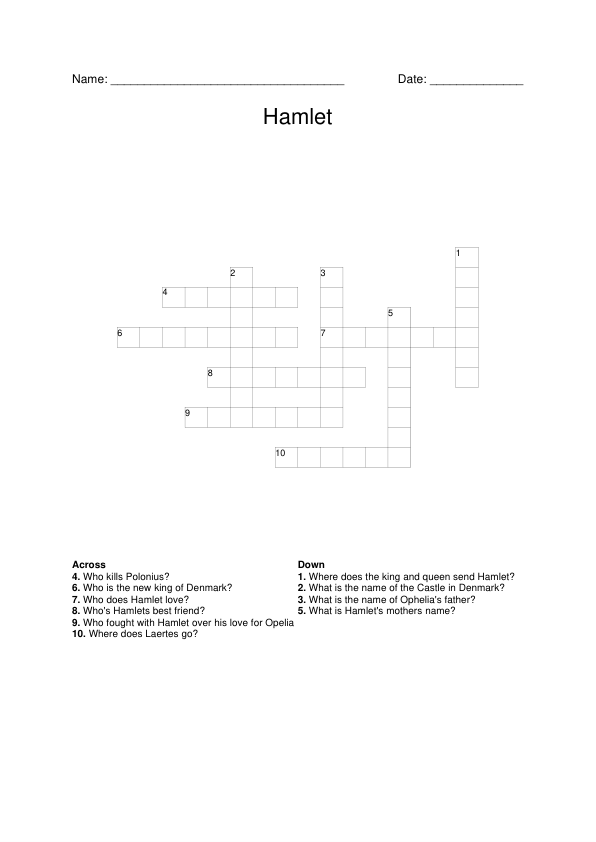 Name: ___________________________________ Date: ______________
Hamlet
1
2 3
4
5
6 7
8
9
10
Across
4. Who kills Polonius?
6. Who is the new king of Denmark?
7. Who does Hamlet love?
8. Who's Hamlets best friend?
9. Who fought with Hamlet over his love for Opelia
10. Where does Laertes go?
Down
1. Where does the king and queen send Hamlet?
2. What is the name of the Castle in Denmark?
3. What is the name of Ophelia's father?
5. What is Hamlet's mothers name?